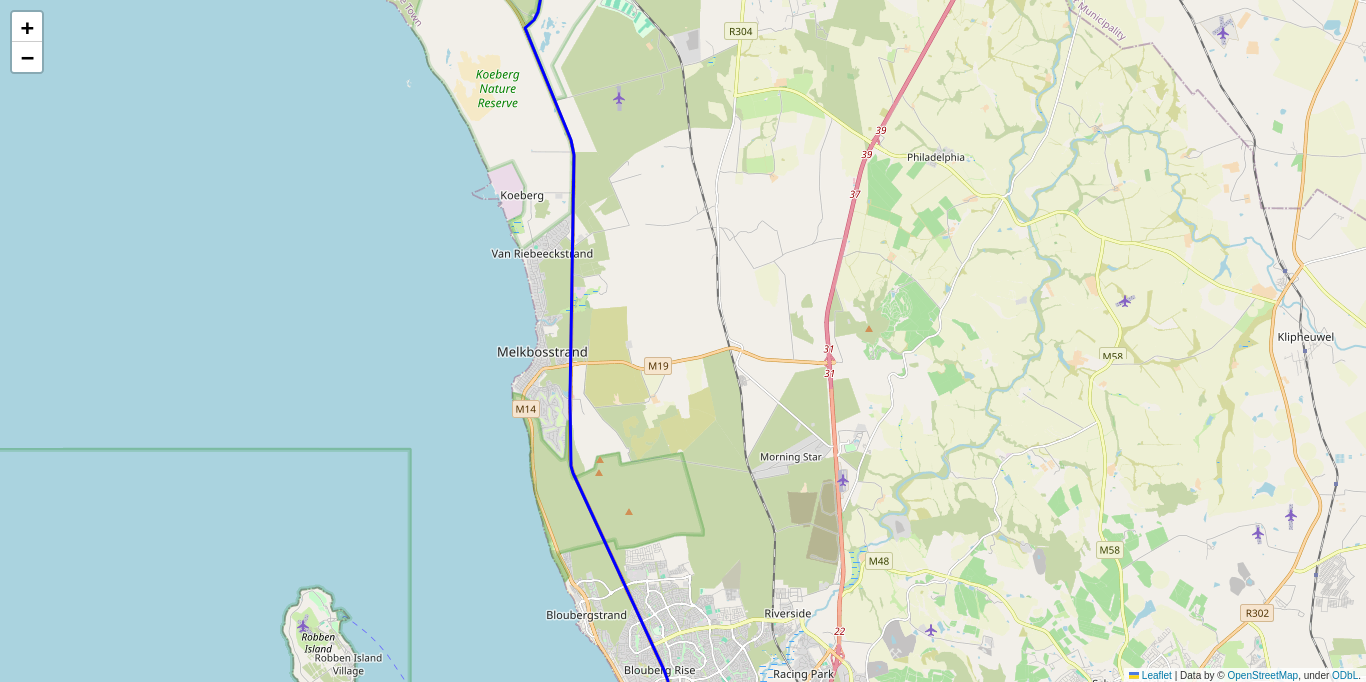 +
−
e Town
Municipality
R304
Koeberg
Nature
Reserve
39
39
Philadelphia
37
Koeberg
Van Riebeeckstrand
Klipheuwel
31
Melkbosstrand
M58
M19
31
M14
Morning Star
M58
M48
Riverside
R302
Bloubergstrand
22
Robben
Island
Robben Island
Village
Blouberg Rise
Racing Park
Leaflet | Data by © OpenStreetMap, under ODbL.